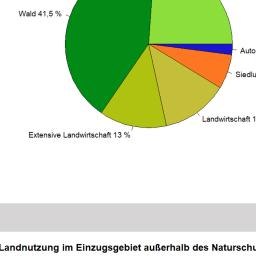 Wald 41,5 %
Auto
Siedlu
Landwirtschaft 1
Extensive Landwirtschaft 13 %
Landnutzung im Einzugsgebiet außerhalb des Naturschu